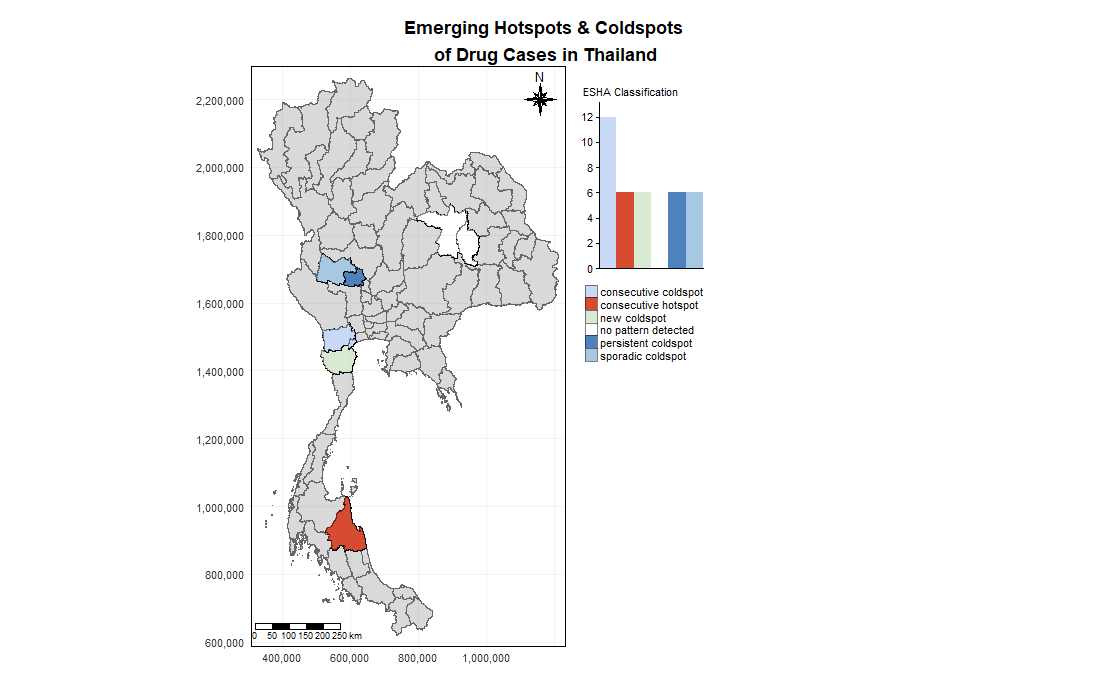 Emerging Hotspots & Coldspots
of Drug Cases in Thailand
N
ESHA Classification
12
10
8
6
4
2
0
consecutive coldspot
consecutive hotspot
new coldspot
no pattern detected
persistent coldspot
sporadic coldspot
2,200,000
2,000,000
1,800,000
1,600,000
1,400,000
1,200,000
1,000,000
800,000
600,000
0 50 100 150 200 250 km
400,000 600,000 800,000 1,000,000